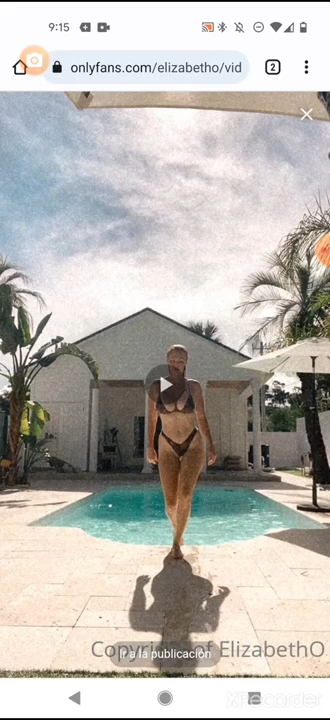 9:15
onlyfans.com/elizabetho/vid
2
Copyright of ElizabethO
Ir a la publicación
XRecorder